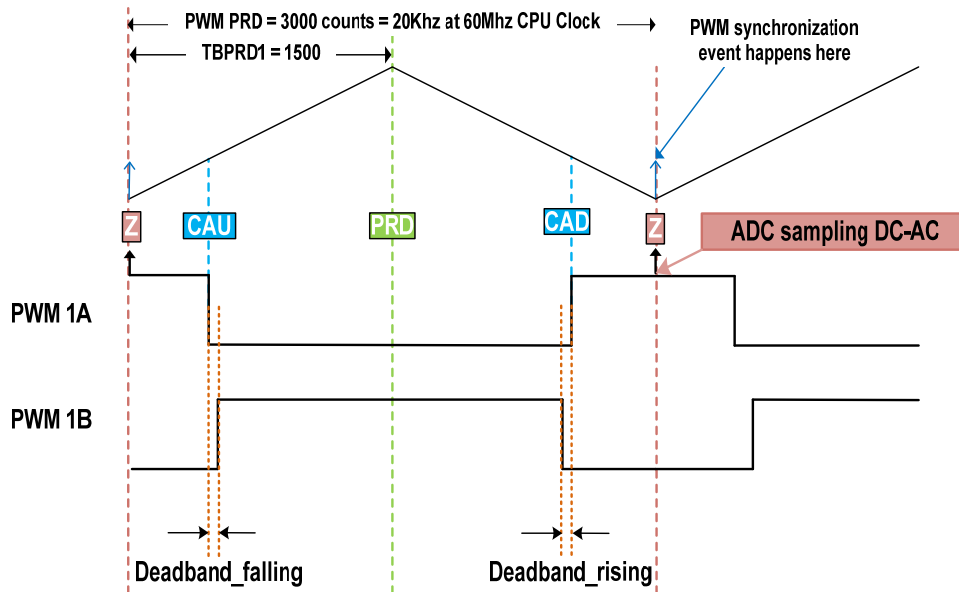 PWM PRD = 3000 counts = 20Khz at 60Mhz CPU Clock
TBPRD1 = 1500
PWM synchronization
event happens here
Z
CAU
PRD
CAD
Z
ADC sampling DC-AC
PWM 1A
PWM 1B
Deadband_falling
Deadband_rising